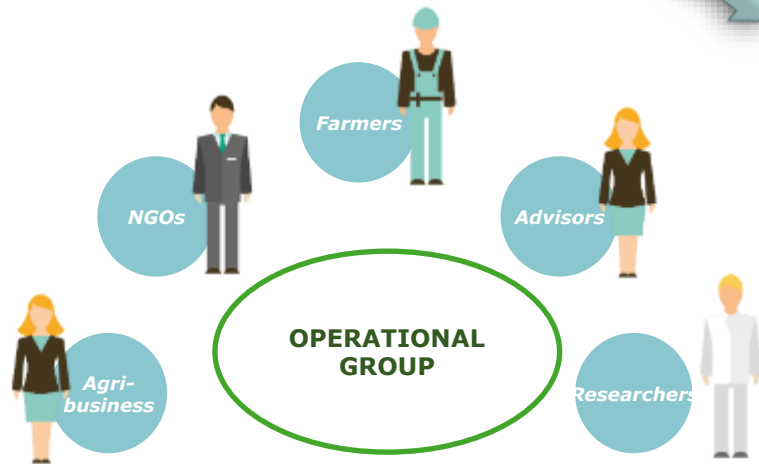 Farmers
NGOs
Advisors
OPERATIONAL
GROUP
Agri-
business
Researchers